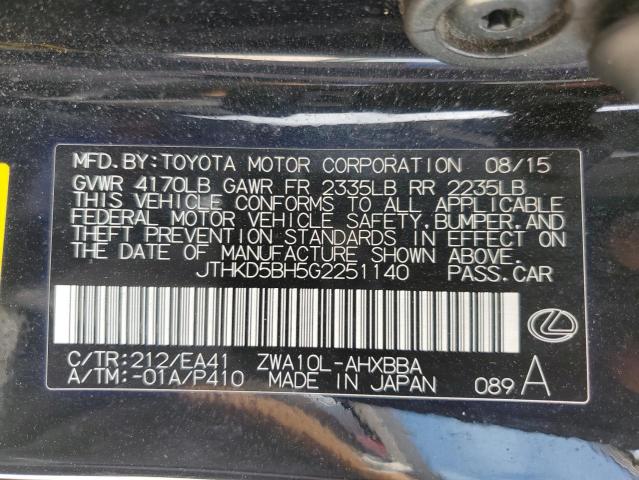 MFD. BY: TOYOTA MOTOR CORPORATION 08/15
GVWR 4170LB GAWR FR 2335LB RR 2235LB
THIS VEHICLE CONFORMS TO ALL APPLICABLE
FEDERAL MOTOR VEHICLE SAFETY, BUMPER, AND
THEFT PREVENTION STANDARDS IN EFFECT ON
THE DATE OF MANUFACTURE SHOWN ABOVE.
JTHKD5BH5G2251140 PASS. CAR
C/TR: 212/EA41 ZWA10L-AHXBBA
A/TM: -01A/P410 MADE IN JAPAN 089 A